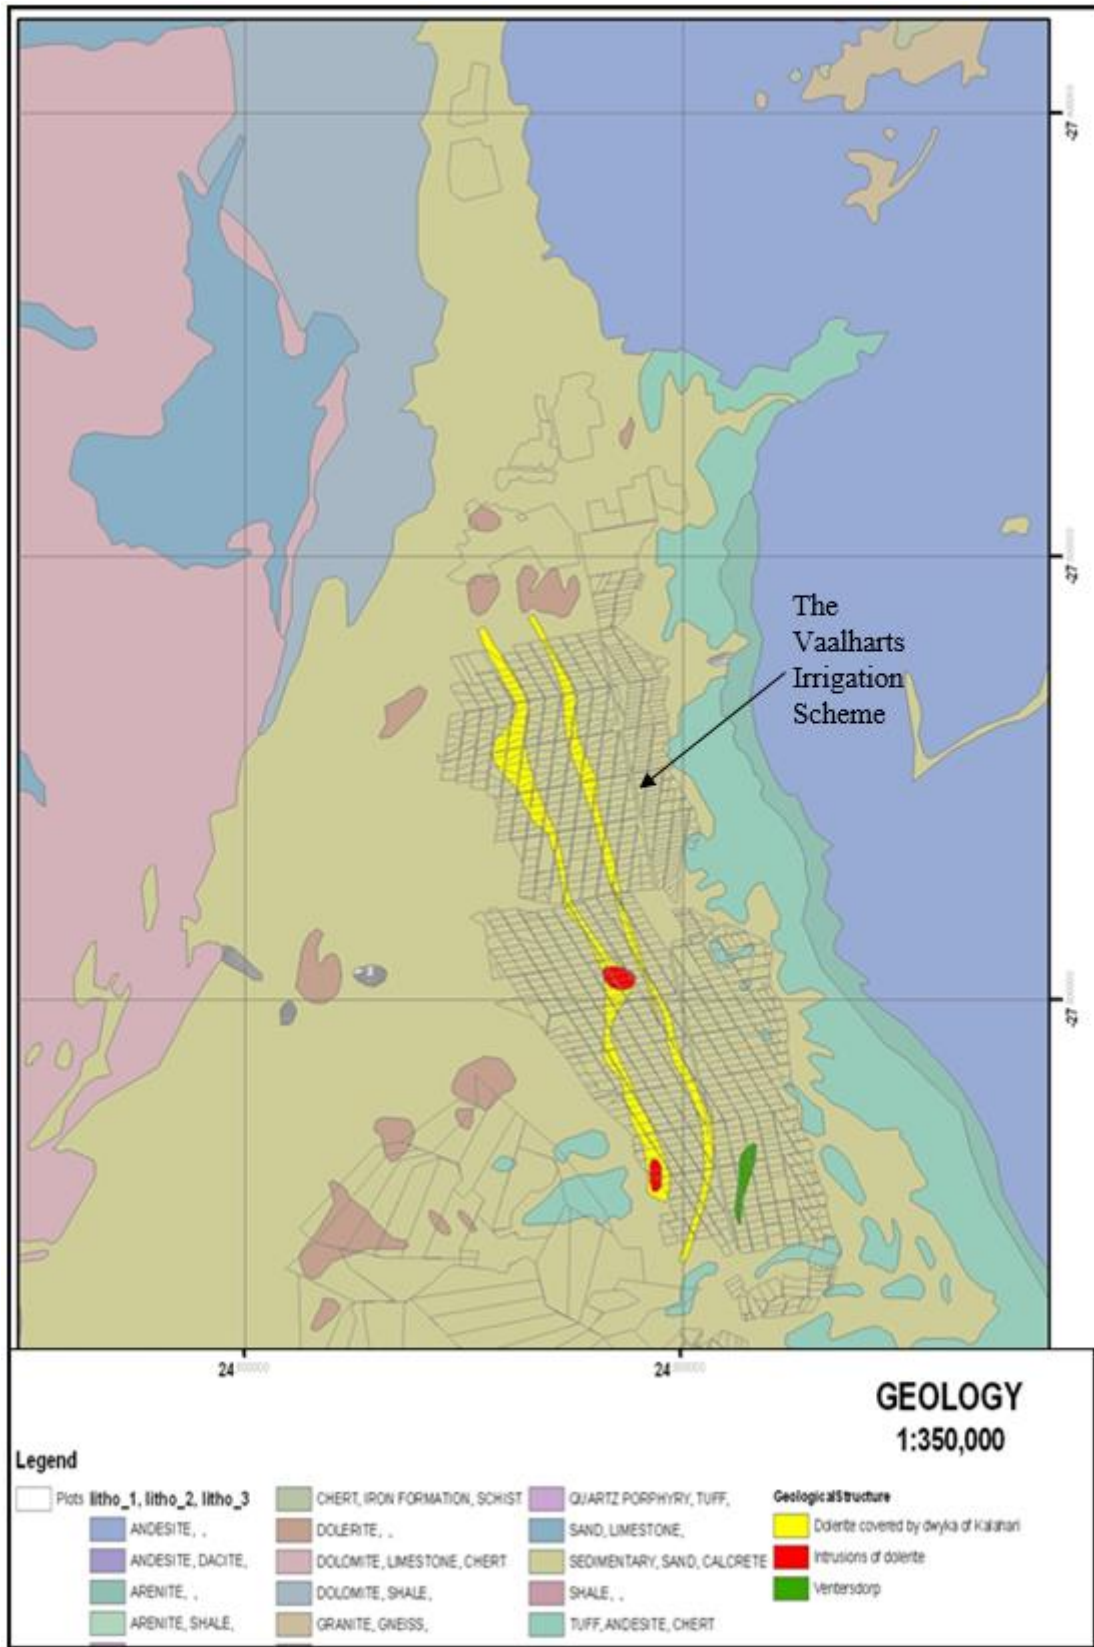 -27
-27
The
Vaalharts
Irrigation
Scheme
-27
24
24
GEOLOGY
1:350,000
Legend
Plots
litho_1, litho_2, litho_3
ANDESITE, ,
ANDESITE, DACITE,
ARENITE, ,
ARENITE, SHALE,
CHERT, IRON FORMATION, SCHIST
DOLERITE, ,
DOLOMITE, LIMESTONE, CHERT
DOLOMITE, SHALE,
GRANITE, GNEISS,
QUARTZ PORPHYRY, TUFF,
SAND, LIMESTONE,
SEDIMENTARY, SAND, CALCRETE
SHALE, ,
TUFF, ANDESITE, CHERT
GeologicalStructure
Dolerite covered by dwyka of Kalahari
Intrusions of dolerite
Ventersdorp